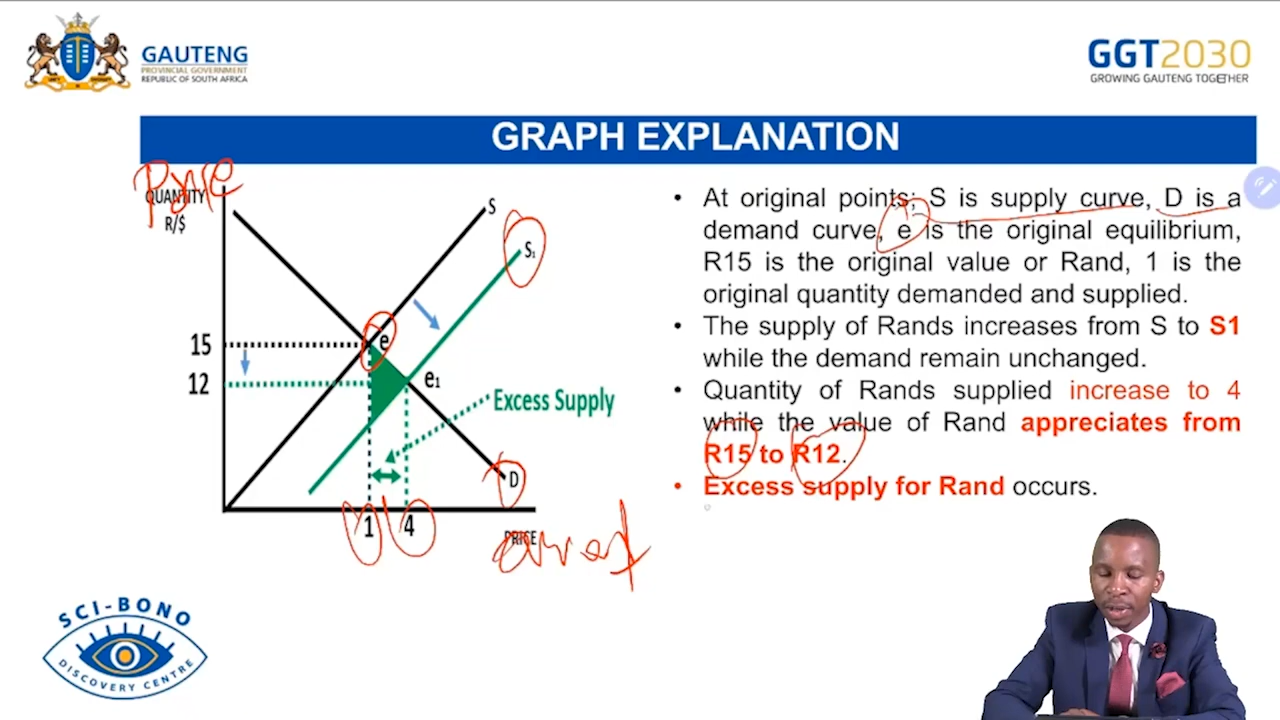 GAUTENG
PROVINCIAL GOVERNMENT
REPUBLIC OF SOUTH AFRICA
GGT2030
GROWING GAUTENG TOGETHER
GRAPH EXPLANATION
Price
QUANTITY
R/$
S
S1
15
e
12
e1
Excess Supply
D
1
4
PRICE
• At original points; S is supply curve, D is a
demand curve, e is the original equilibrium,
R15 is the original value or Rand, 1 is the
original quantity demanded and supplied.
• The supply of Rands increases from S to S1
while the demand remain unchanged.
• Quantity of Rands supplied increase to 4
while the value of Rand appreciates from
R15 to R12.
• Excess supply for Rand occurs.
SCI-BONO
DISCOVERY CENTRE